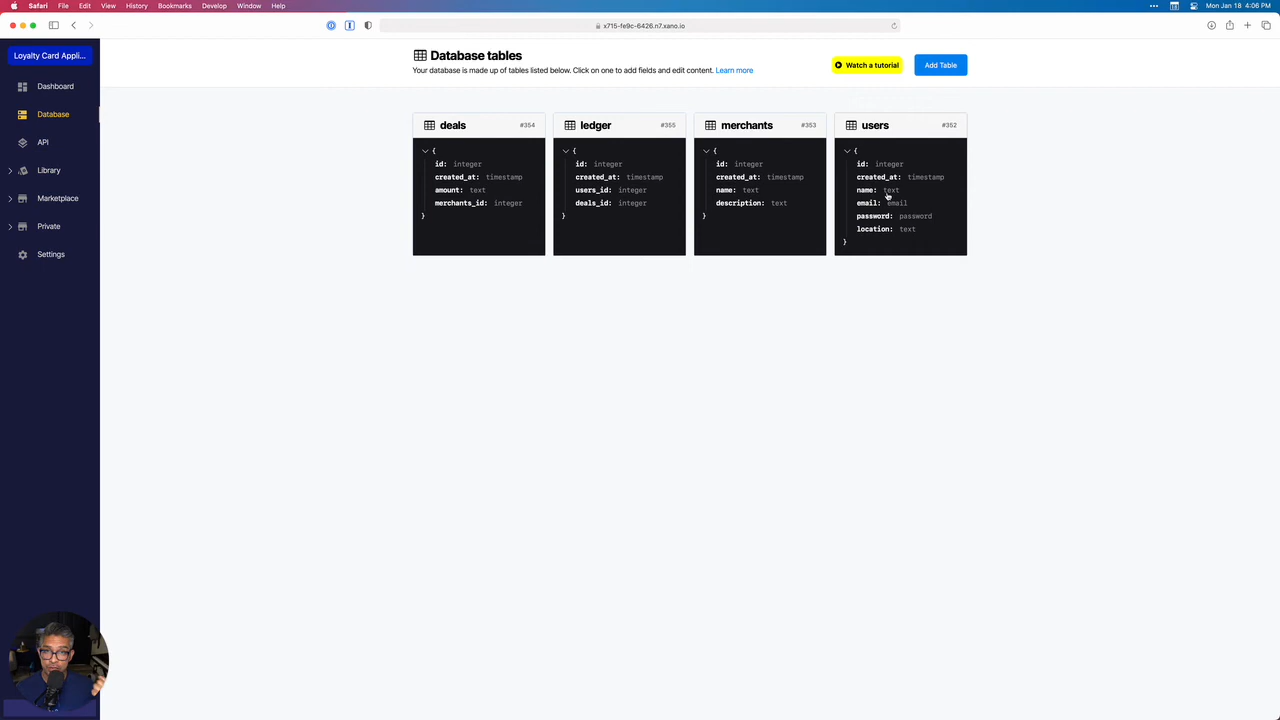 Safari File Edit View History Bookmarks Develop Window Help
Mon Jan 18 4:06 PM
x715-fe9c-6426.n7.xano.io
Loyalty Card Appli...
Dashboard
Database
API
Library
Marketplace
Private
Settings
Database tables
Your database is made up of tables listed below. Click on one to add fields and edit content. Learn more
Watch a tutorial
Add Table
deals #354
{
id: integer
created_at: timestamp
amount: text
merchants_id: integer
}
ledger #355
{
id: integer
created_at: timestamp
users_id: integer
deals_id: integer
}
merchants #353
{
id: integer
created_at: timestamp
name: text
description: text
}
users #352
{
id: integer
created_at: timestamp
name: text
email: email
password: password
location: text
}